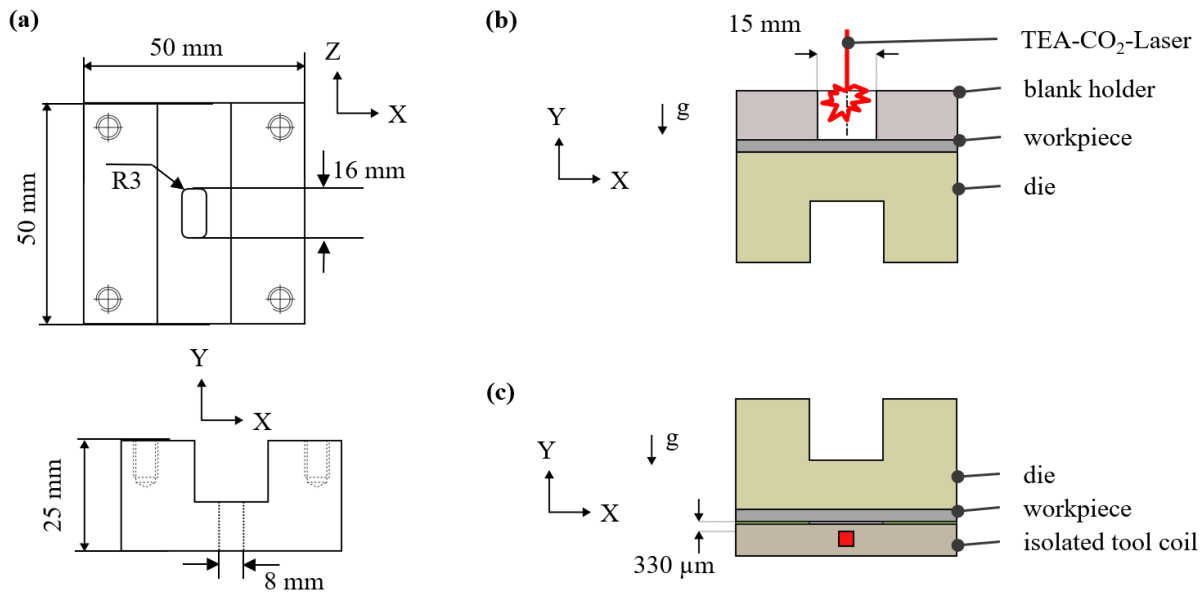 (a)
50 mm
Z
X
50 mm
R3
16 mm
Y
X
25 mm
8 mm
(b)
15 mm
TEA-CO₂-Laser
blank holder
workpiece
die
Y
X
g
(c)
Y
X
g
die
workpiece
isolated tool coil
330 µm